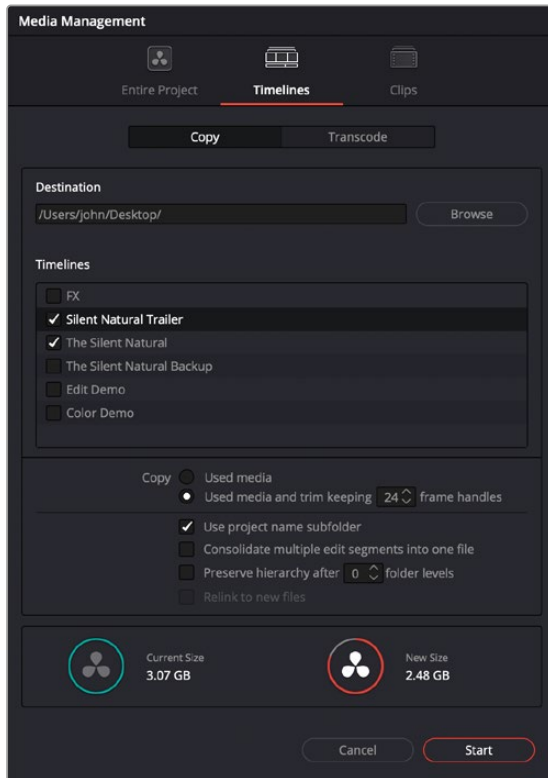 Media Management
Entire Project Timelines Clips
Copy Transcode
Destination
/Users/john/Desktop/ Browse
Timelines
FX
Silent Natural Trailer
The Silent Natural
The Silent Natural Backup
Edit Demo
Color Demo
Copy Used media
Used media and trim keeping 24 frame handles
Use project name subfolder
Consolidate multiple edit segments into one file
Preserve hierarchy after 0 folder levels
Relink to new files
Current Size New Size
3.07 GB 2.48 GB
Cancel Start